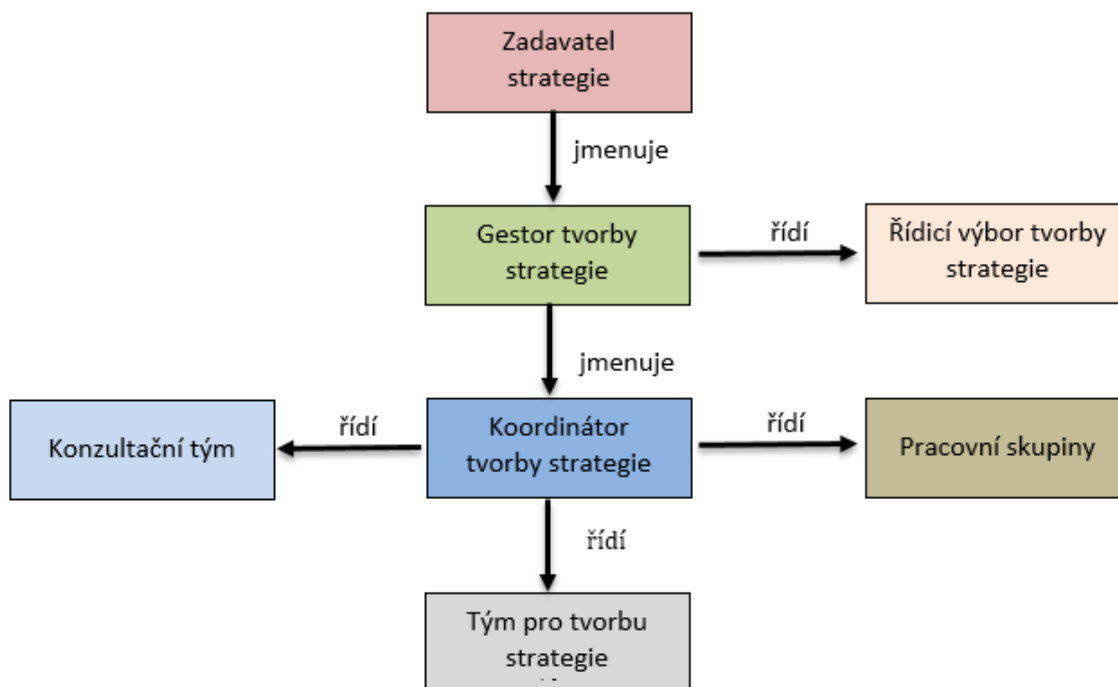 Zadavatel
strategie
jmenuje
Gestor tvorby
strategie
řídí
Řídicí výbor tvorby
strategie
jmenuje
Konzultační tým
řídí
Koordinátor
tvorby strategie
řídí
Pracovní skupiny
řídí
Tým pro tvorbu
strategie